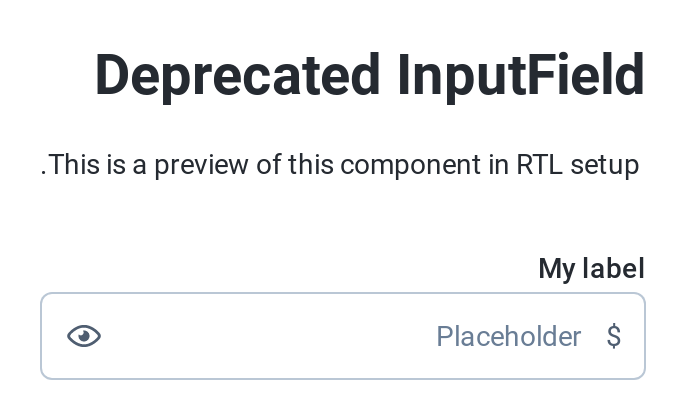 Deprecated InputField
.This is a preview of this component in RTL setup
My label
Placeholder $